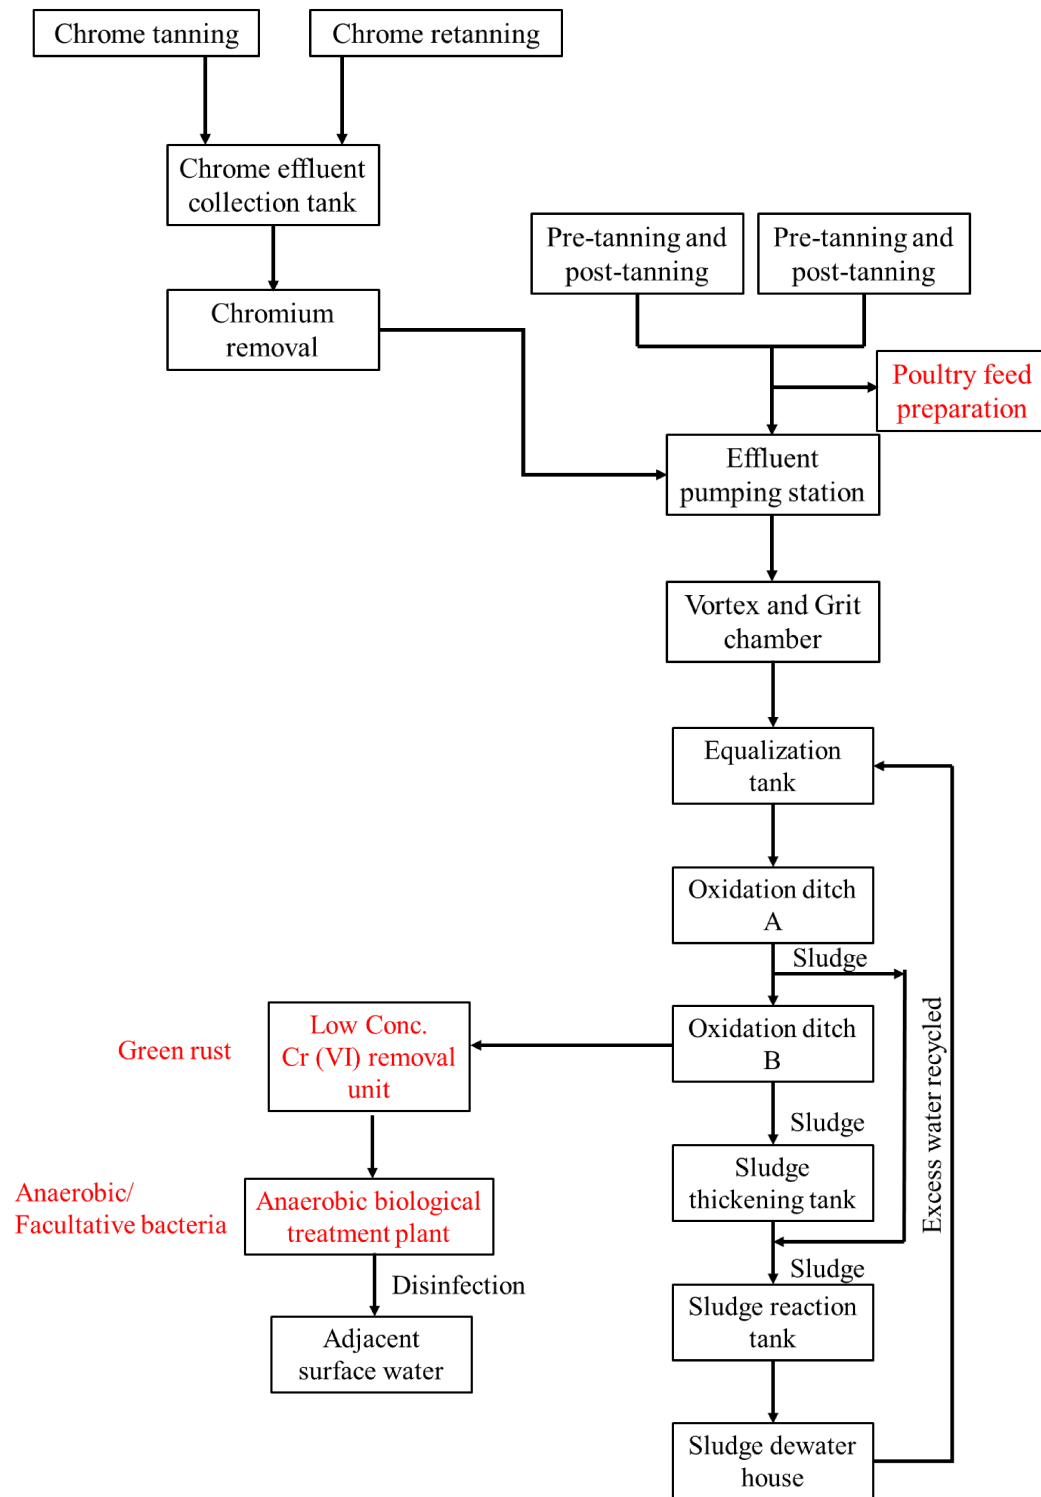 Chrome tanning
Chrome retanning
Chrome effluent
collection tank
Pre-tanning and
post-tanning
Pre-tanning and
post-tanning
Chromium
removal
Poultry feed
preparation
Effluent
pumping station
Vortex and Grit
chamber
Equalization
tank
Oxidation ditch
A
Sludge
Excess water recycled
Green rust
Low Conc.
Cr (VI) removal
unit
Oxidation ditch
B
Sludge
Sludge
thickening tank
Anaerobic/
Facultative bacteria
Anaerobic biological
treatment plant
Sludge
Disinfection
Sludge reaction
tank
Adjacent
surface water
Sludge dewater
house